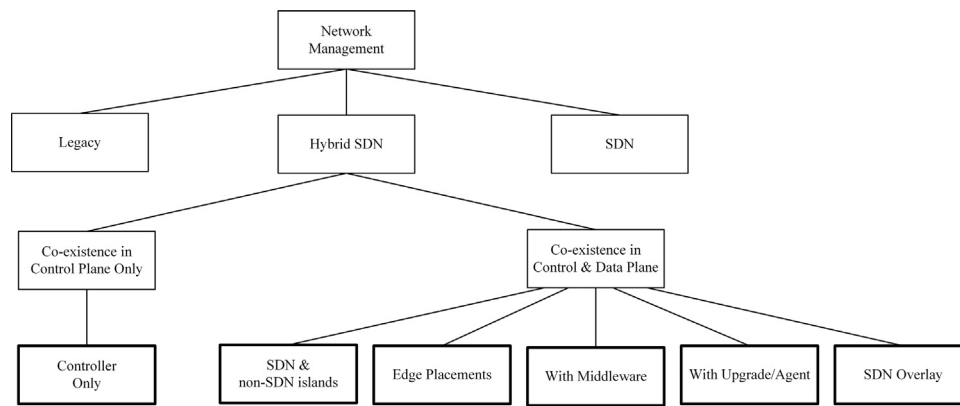 Network
Management
Legacy
Hybrid SDN
SDN
Co-existence in
Control Plane Only
Co-existence in
Control & Data Plane
Controller
Only
SDN &
non-SDN islands
Edge Placements
With Middleware
With Upgrade/Agent
SDN Overlay